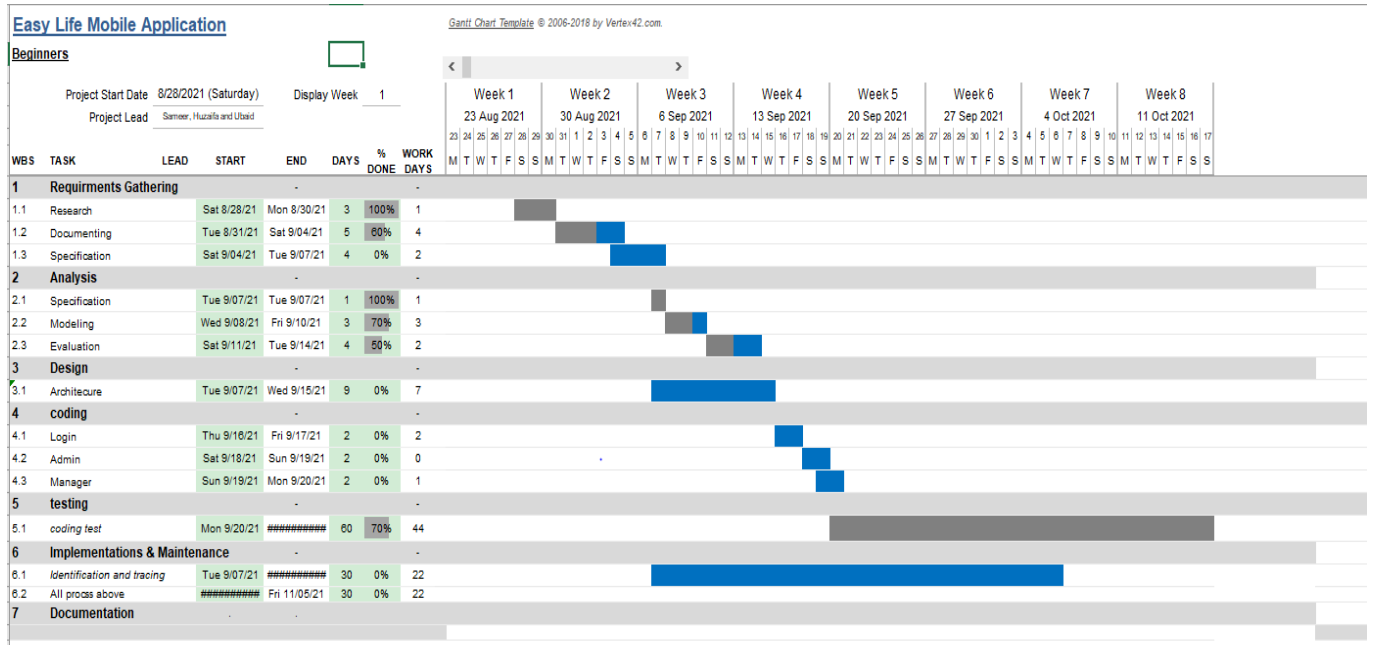 Easy Life Mobile Application
Gantt Chart Template © 2006-2018 by Vertex42.com.
Beginners
< >
Project Start Date 8/28/2021 (Saturday) Display Week 1
Project Lead Sameer, Huzaifa and Ubaid
Week 1 Week 2 Week 3 Week 4 Week 5 Week 6 Week 7 Week 8
23 Aug 2021 30 Aug 2021 6 Sep 2021 13 Sep 2021 20 Sep 2021 27 Sep 2021 4 Oct 2021 11 Oct 2021
23 24 25 26 27 28 29 30 31 1 2 3 4 5 6 7 8 9 10 11 12 13 14 15 16 17 18 19 20 21 22 23 24 25 26 27 28 29 30 1 2 3 4 5 6 7 8 9 10 11 12 13 14 15 16 17
WBS TASK LEAD START END DAYS % DONE WORK DAYS M T W T F S S M T W T F S S M T W T F S S M T W T F S S M T W T F S S M T W T F S S M T W T F S S M T W T F S S
1 Requirments Gathering - -
1.1 Research Sat 8/28/21 Mon 8/30/21 3 100% 1
1.2 Documenting Tue 8/31/21 Sat 9/04/21 5 60% 4
1.3 Specification Sat 9/04/21 Tue 9/07/21 4 0% 2
2 Analysis - -
2.1 Specification Tue 9/07/21 Tue 9/07/21 1 100% 1
2.2 Modeling Wed 9/08/21 Fri 9/10/21 3 70% 3
2.3 Evaluation Sat 9/11/21 Tue 9/14/21 4 50% 2
3 Design - -
3.1 Architecure Tue 9/07/21 Wed 9/15/21 9 0% 7
4 coding - -
4.1 Login Thu 9/16/21 Fri 9/17/21 2 0% 2
4.2 Admin Sat 9/18/21 Sun 9/19/21 2 0% 0
4.3 Manager Sun 9/19/21 Mon 9/20/21 2 0% 1
5 testing - -
5.1 coding test Mon 9/20/21 ########## 60 70% 44
6 Implementations & Maintenance - -
6.1 Identification and tracing Tue 9/07/21 ########## 30 0% 22
6.2 All procss above ########## Fri 11/05/21 30 0% 22
7 Documentation - -